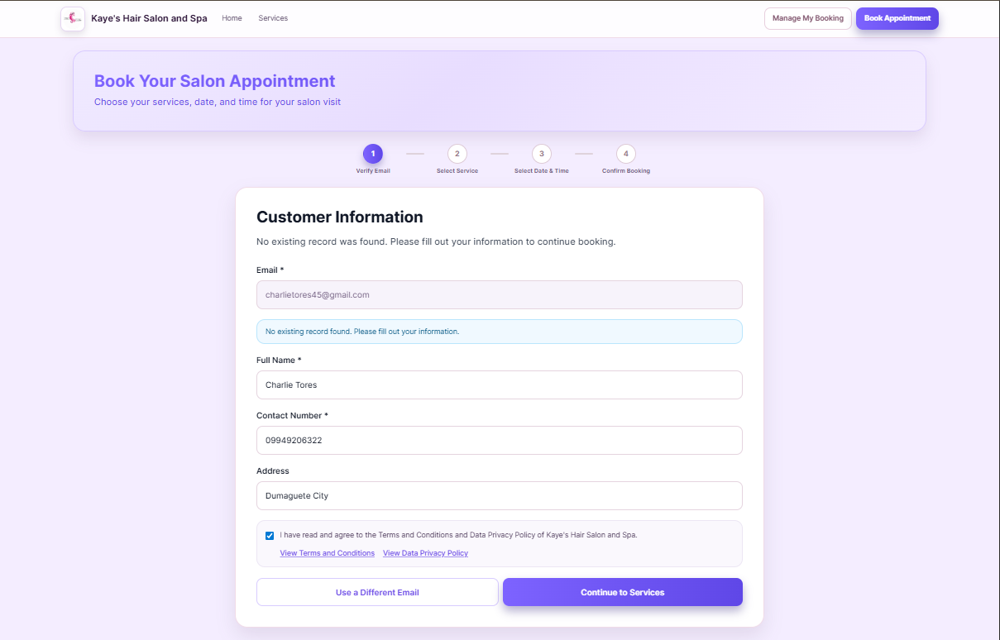 Kaye's Hair Salon and Spa Home Services Manage My Booking Book Appointment
Book Your Salon Appointment
Choose your services, date, and time for your salon visit
1 2 3 4
Verify Email Select Service Select Date & Time Confirm Booking
Customer Information
No existing record was found. Please fill out your information to continue booking.
Email *
charlietores45@gmail.com
No existing record found. Please fill out your information.
Full Name *
Charlie Tores
Contact Number *
09949206322
Address
Dumaguete City
I have read and agree to the Terms and Conditions and Data Privacy Policy of Kaye's Hair Salon and Spa.
View Terms and Conditions View Data Privacy Policy
Use a Different Email Continue to Services